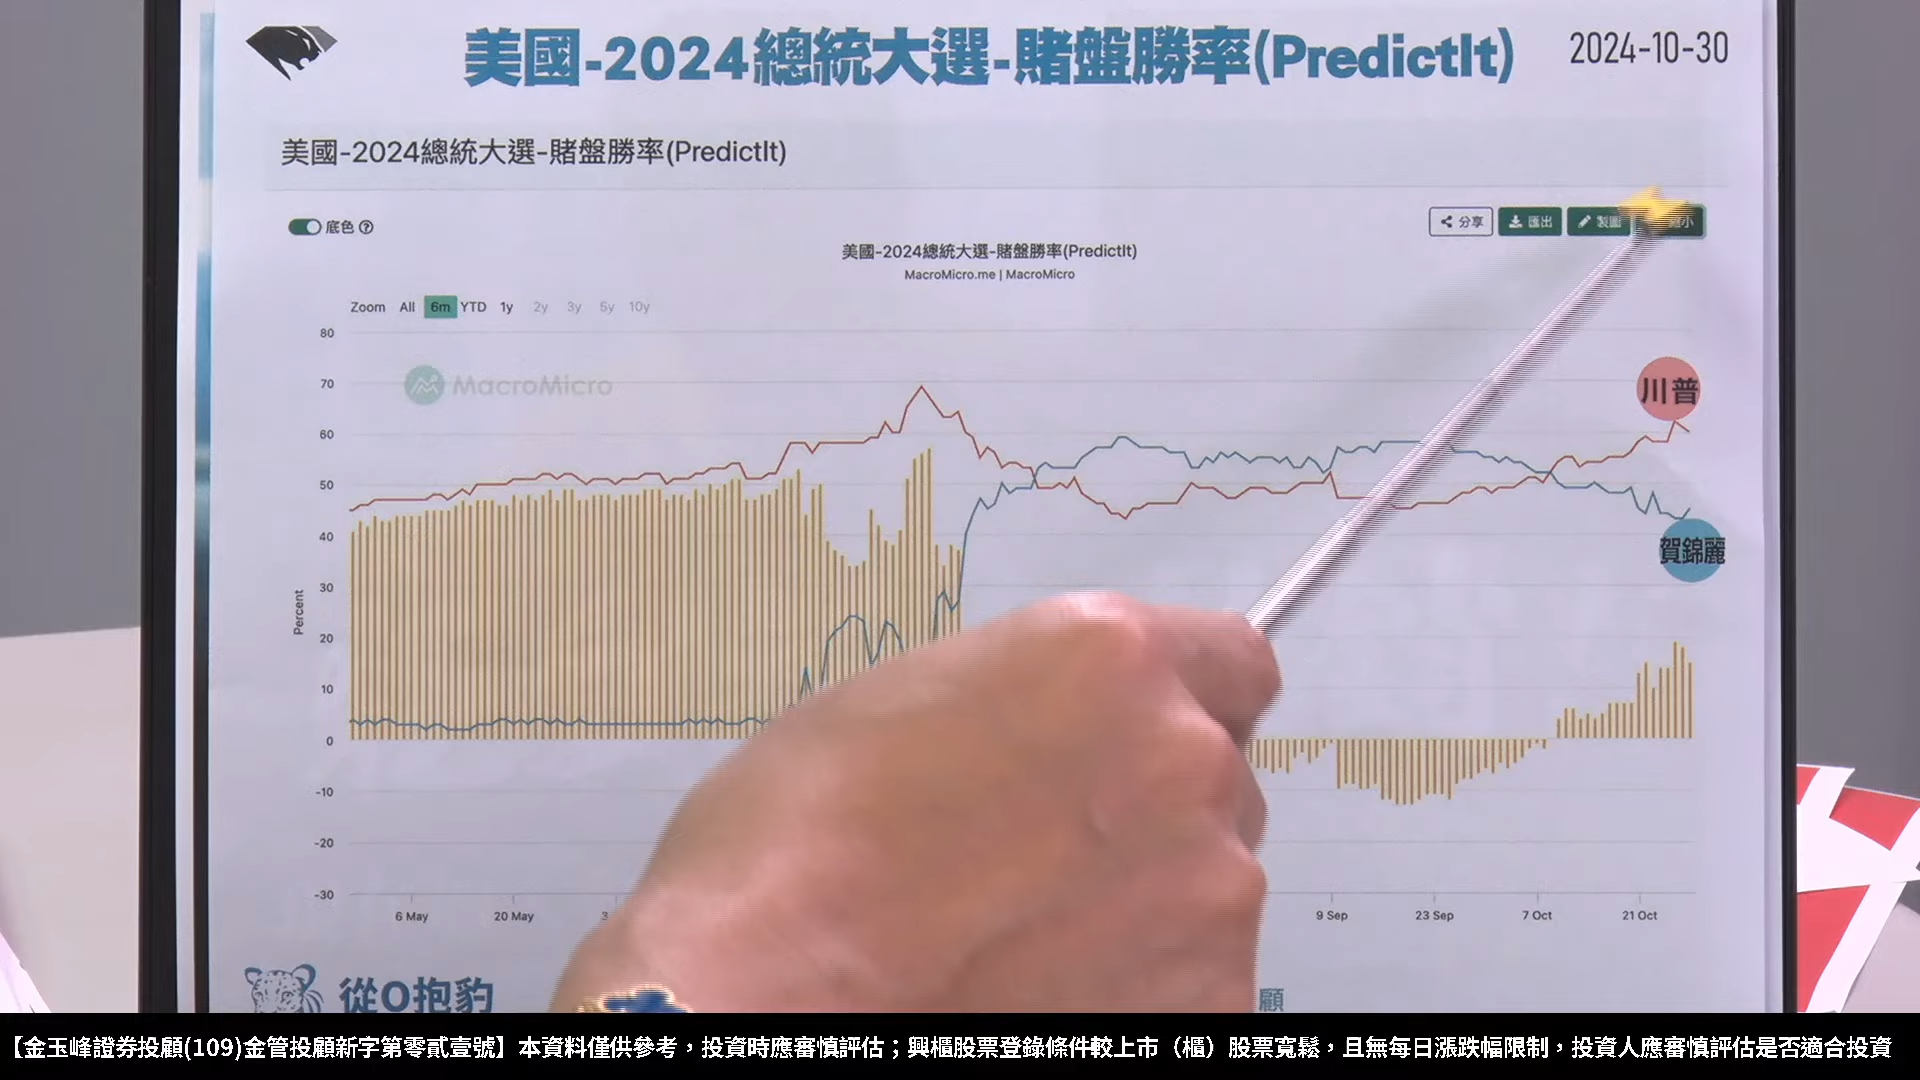 美國-2024總統大選-賭盤勝率(PredictIt)
2024-10-30
美國-2024總統大選-賭盤勝率(PredictIt)
底色 ?
分享
匯出
製圖
縮小
美國-2024總統大選-賭盤勝率(PredictIt)
MacroMicro.me | MacroMicro
Zoom All 6m YTD 1y 2y 3y 5y 10y
MacroMicro
川普
賀錦麗
Percent
80
70
60
50
40
30
20
10
0
-10
-20
-30
6 May
20 May
3
9 Sep
23 Sep
7 Oct
21 Oct
從O抱豹
顧
【金玉峰證券投顧(109)金管投顧新字第零貳壹號】本資料僅供參考，投資時應審慎評估；興櫃股票登錄條件較上市（櫃）股票寬鬆，且無每日漲跌幅限制，投資人應審慎評估是否適合投資